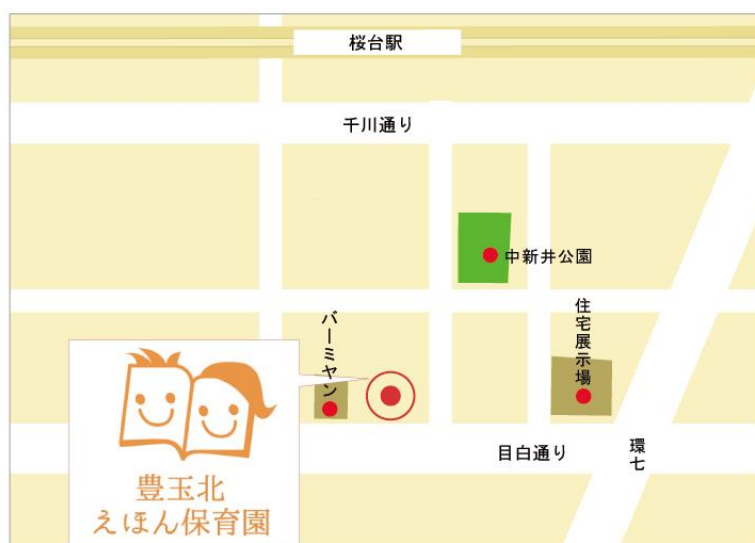 桜台駅
千川通り
中新井公園
バーミヤン
住宅展示場
目白通り
環七
豊玉北
えほん保育園